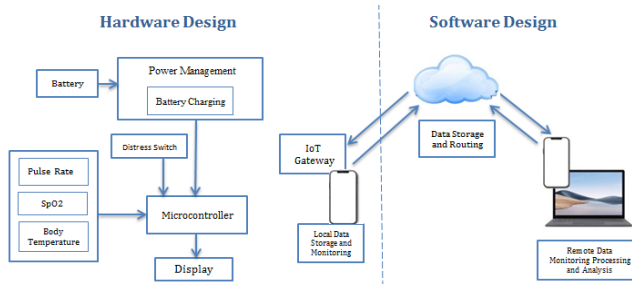 Hardware Design
Software Design
Battery
Power Management
Battery Charging
Distress Switch
Pulse Rate
SpO2
Body
Temperature
Microcontroller
Display
IoT
Gateway
Data Storage
and Routing
Local Data
Storage and
Monitoring
Remote Data
Monitoring Processing
and Analysis